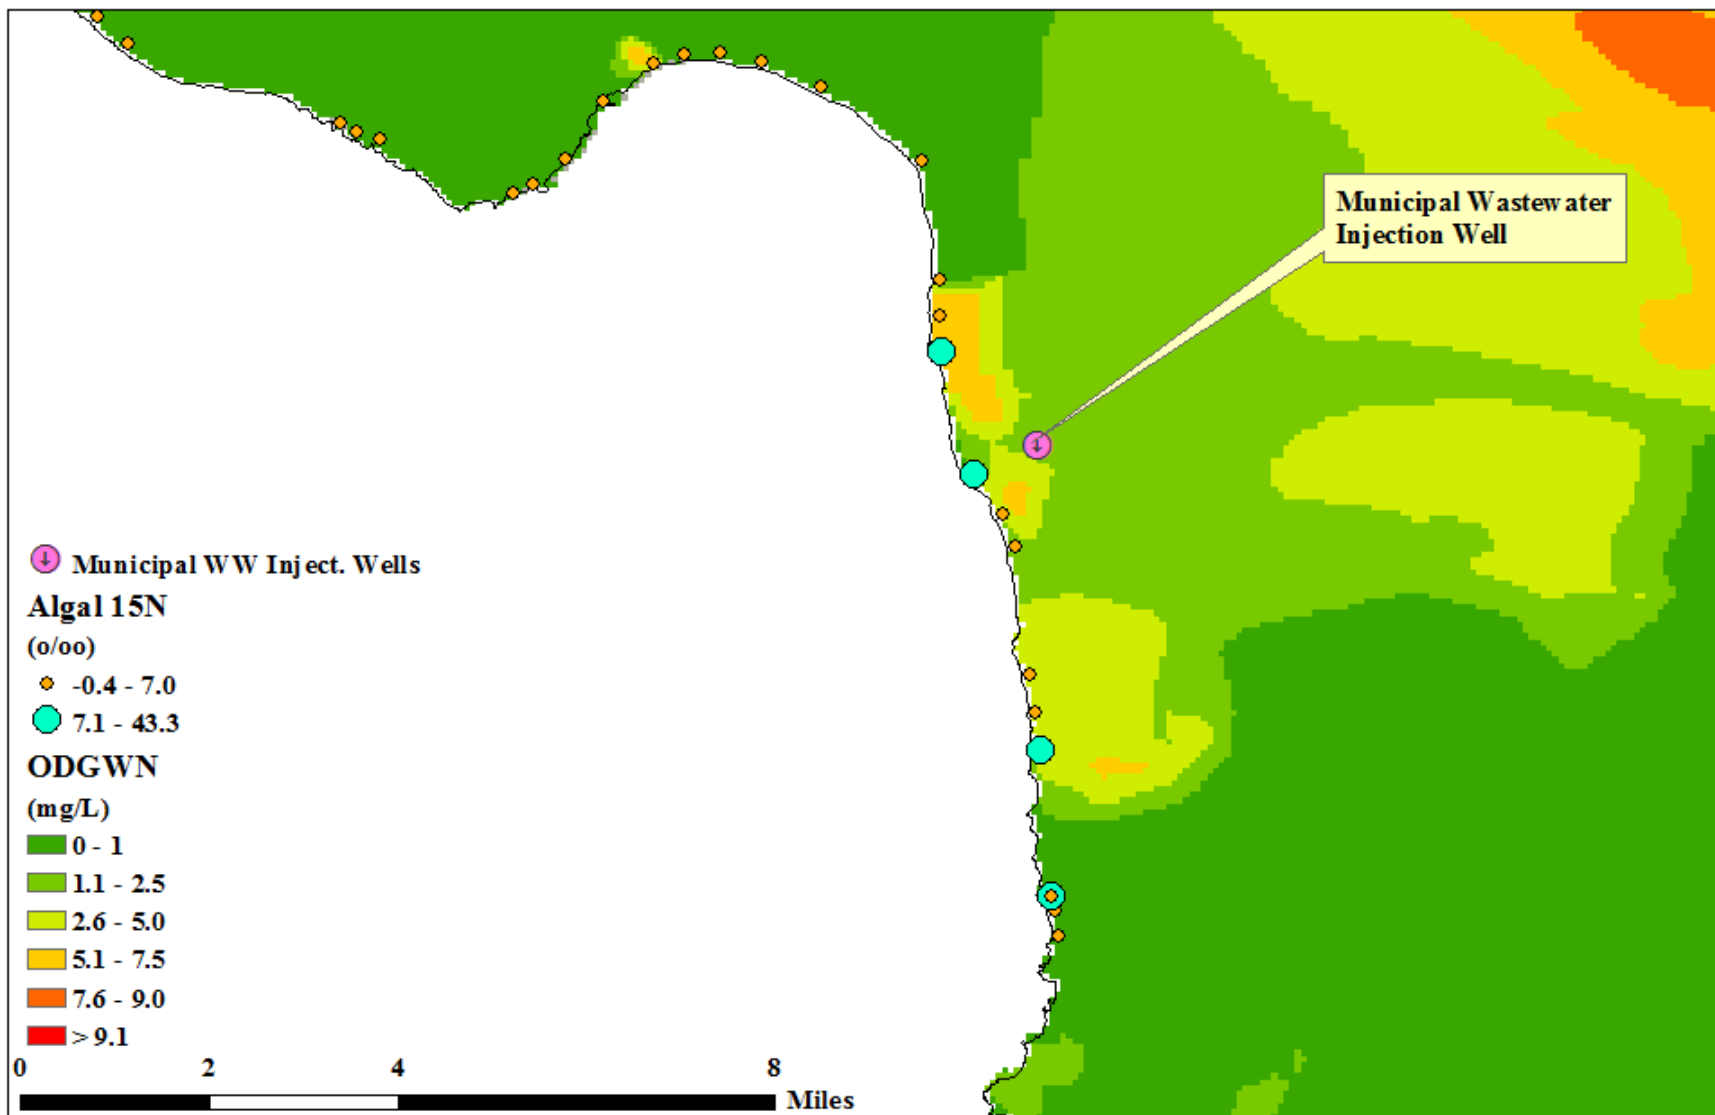 Municipal Wastewater
Injection Well
Municipal WW Inject. Wells
Algal 15N
(o/oo)
-0.4 - 7.0
7.1 - 43.3
ODGWN
(mg/L)
0 - 1
1.1 - 2.5
2.6 - 5.0
5.1 - 7.5
7.6 - 9.0
> 9.1
0 2 4 8
Miles